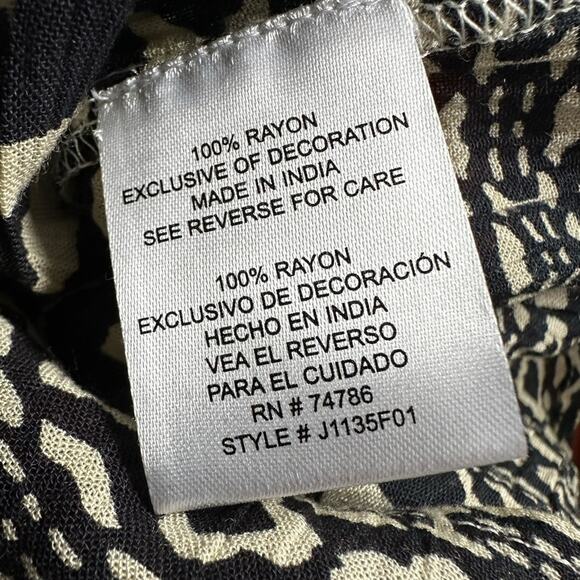 100% RAYON
EXCLUSIVE OF DECORATION
MADE IN INDIA
SEE REVERSE FOR CARE
100% RAYON
EXCLUSIVO DE DECORACIÓN
HECHO EN INDIA
VEA EL REVERSO
PARA EL CUIDADO
RN # 74786
STYLE # J1135F01